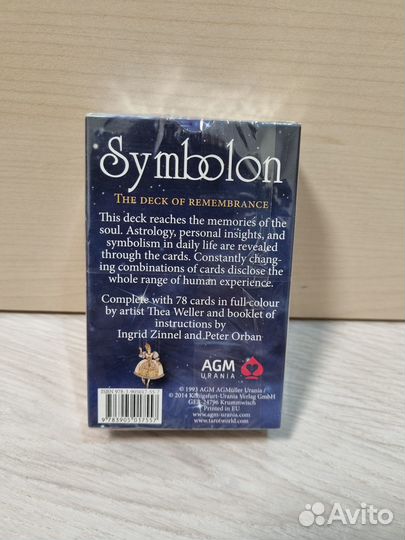 Symbolon
THE DECK OF REMEMBRANCE
This deck reaches the memories of the
soul. Astrology, personal insights, and
symbolism in daily life are revealed
through the cards. Constantly chang-
ing combinations of cards disclose the
whole range of human experience.
Complete with 78 cards in full-colour
by artist Thea Weller and booklet of
instructions by
Ingrid Zinnel and Peter Orban
AGM
URANIA
© 1993 AGM AGMüller Urania /
© 2014 Königsfurt-Urania Verlag GmbH
GER-24796 Krummwisch
Printed in EU
www.agm-urania.com
www.tarotworld.com
9783905037557
Avito